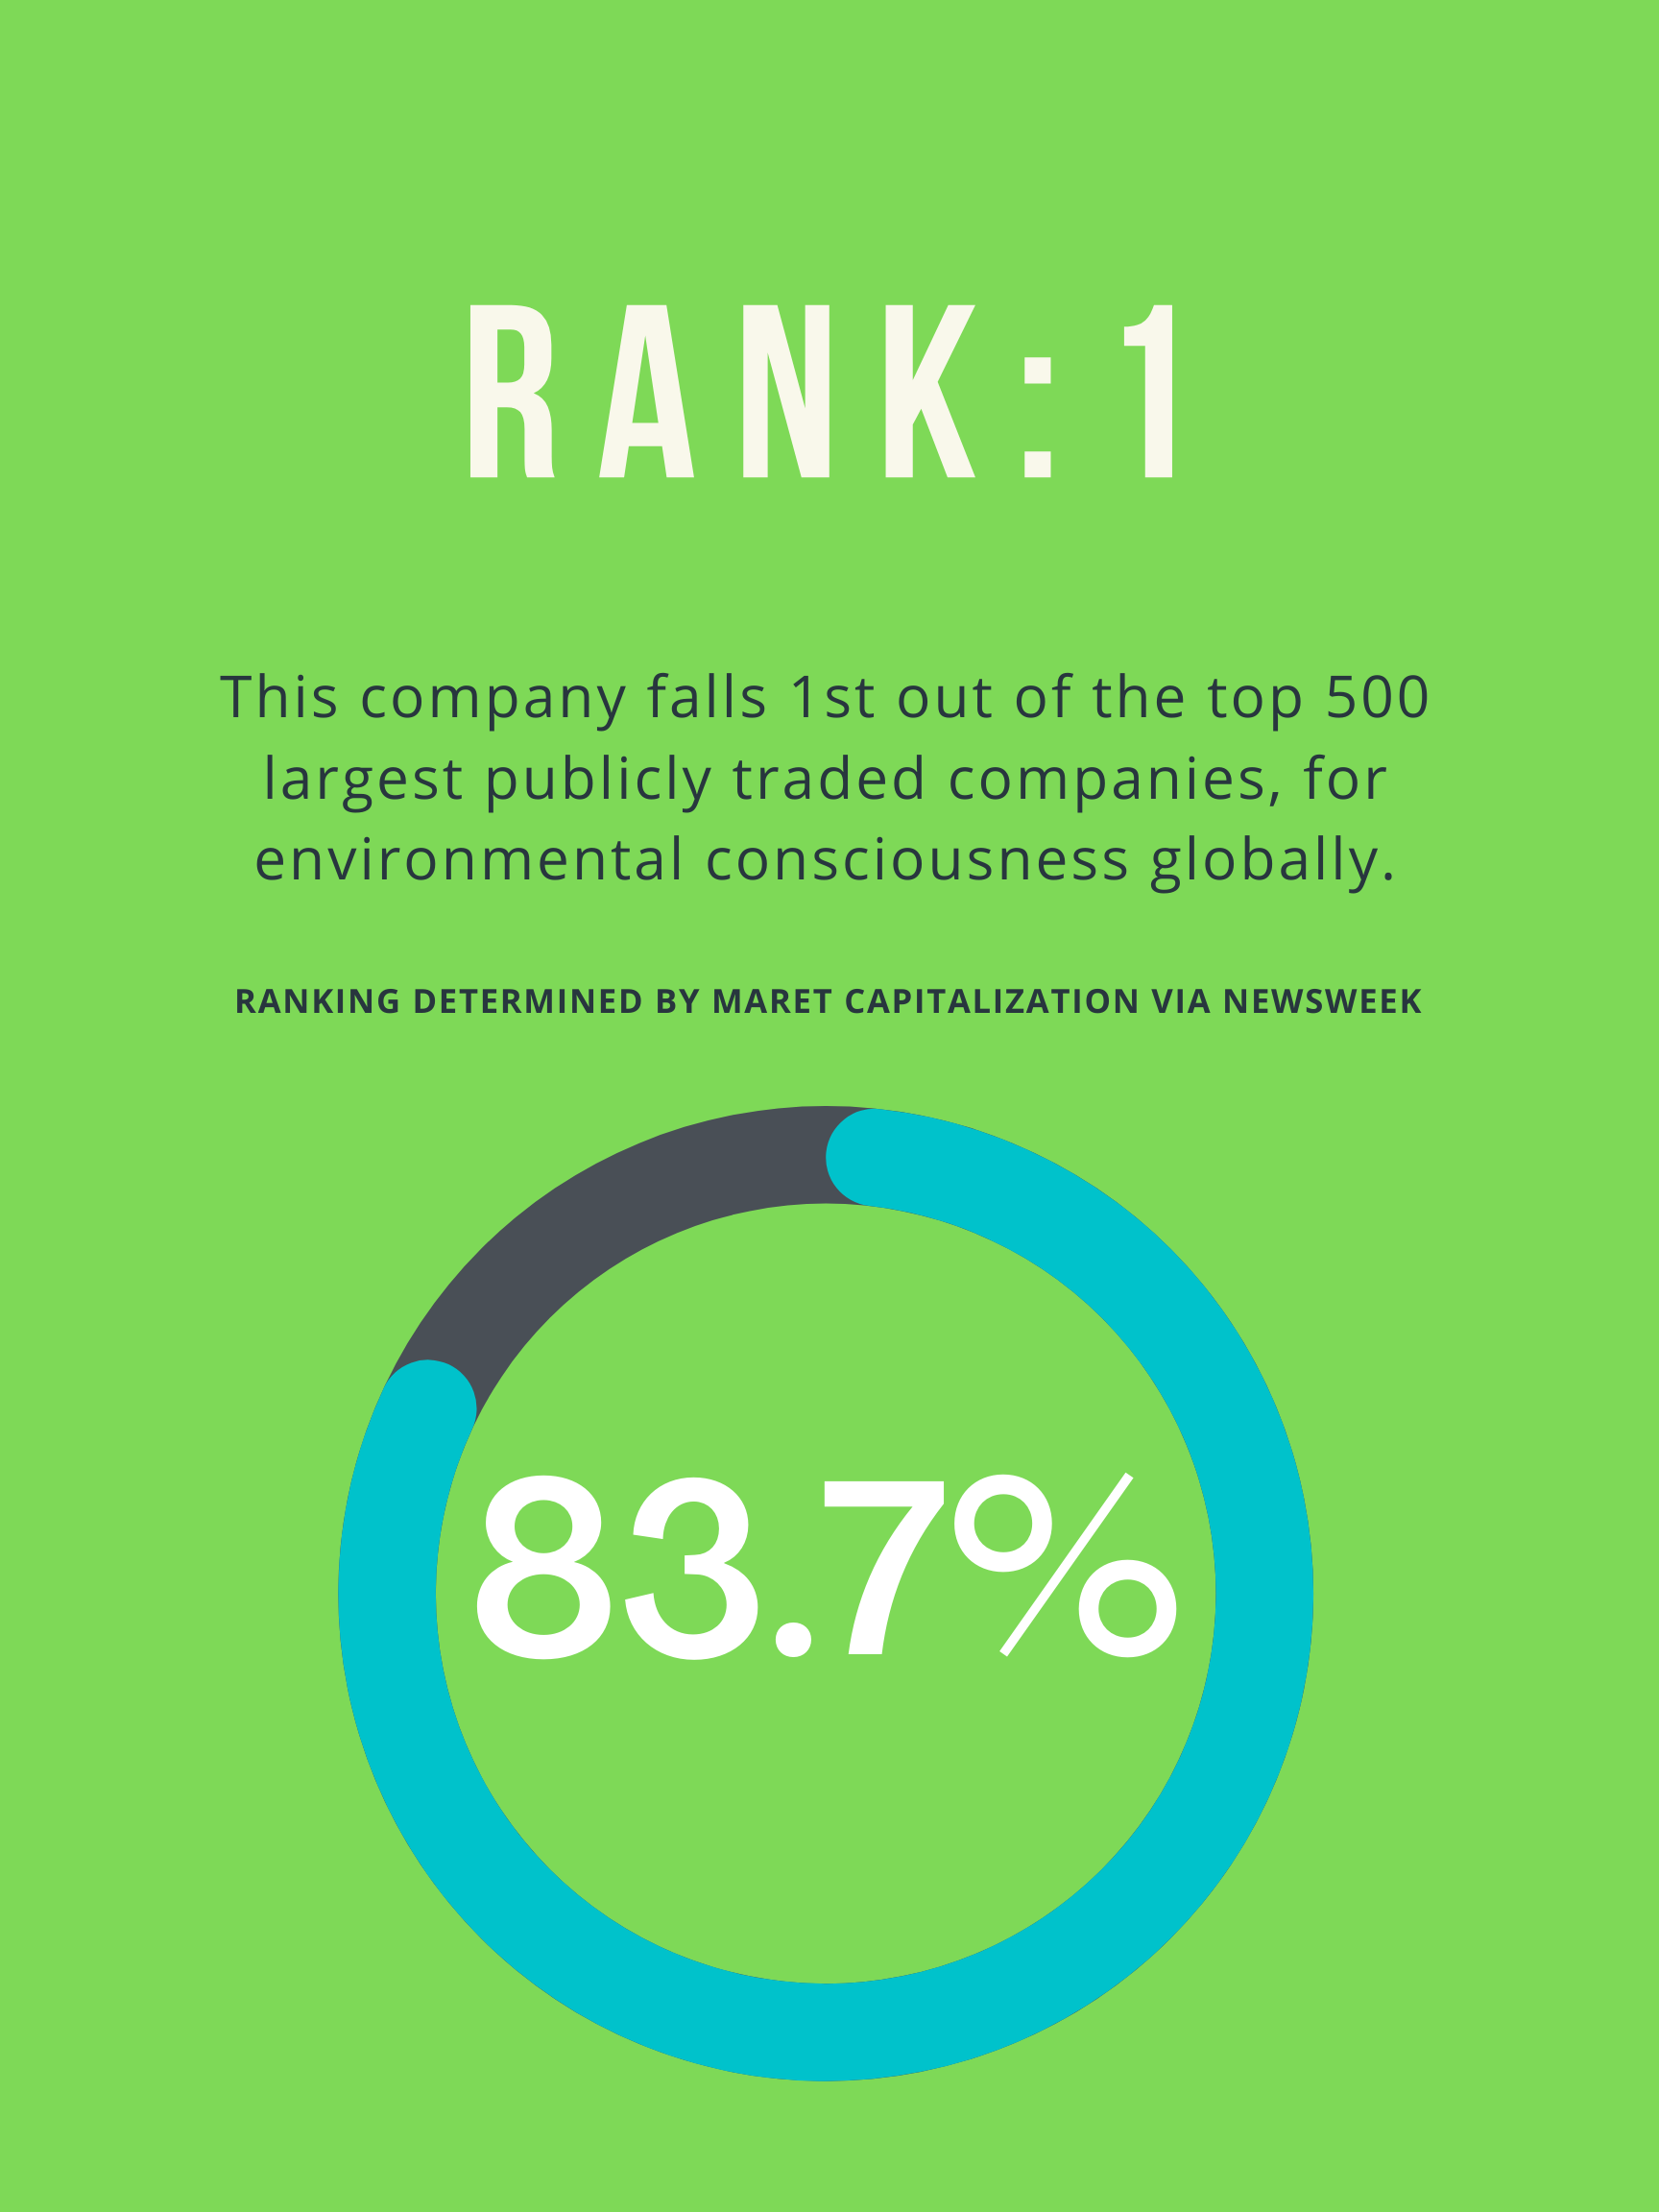 RANK:1
This company falls 1st out of the top 500
largest publicly traded companies, for
environmental consciousness globally.
RANKING DETERMINED BY MARET CAPITALIZATION VIA NEWSWEEK
83.7%